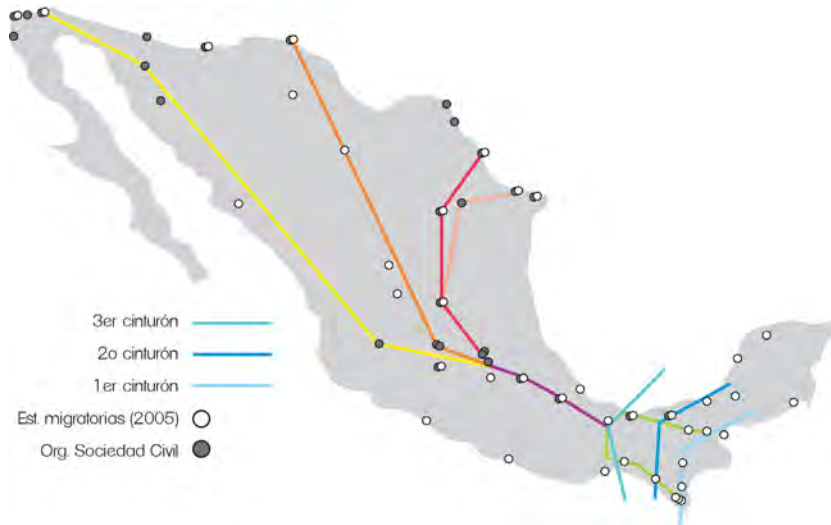 3er cinturón
2o cinturón
1er cinturón
Est. migratorias (2005)
Org. Sociedad Civil